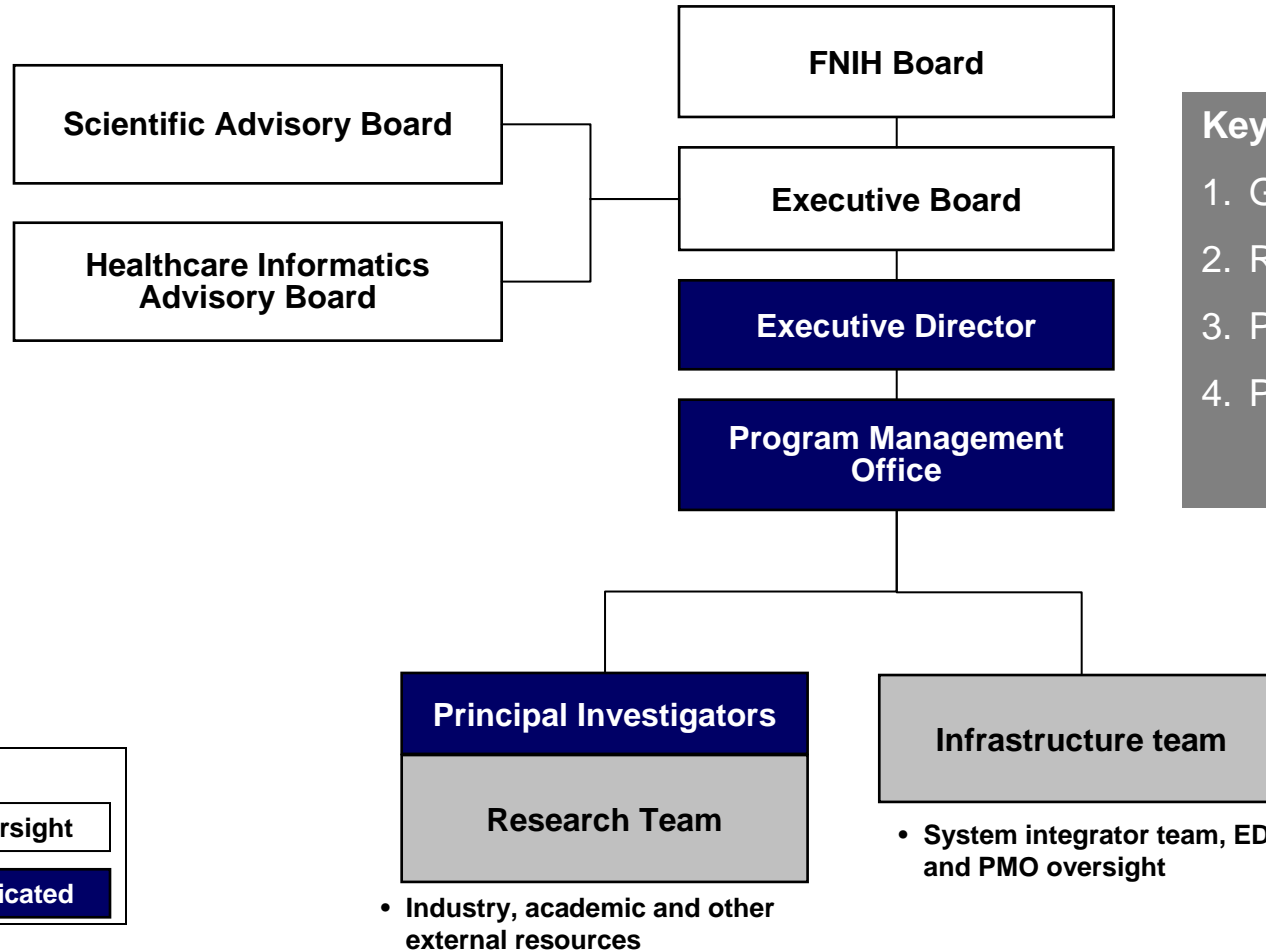 FNIH Board
Scientific Advisory Board
Executive Board
Healthcare Informatics
Advisory Board
Executive Director
Program Management
Office
Key
1. G
2. R
3. P
4. P
Principal Investigators
Research Team
• Industry, academic and other
external resources
Infrastructure team
• System integrator team, ED
and PMO oversight
rsight
icated